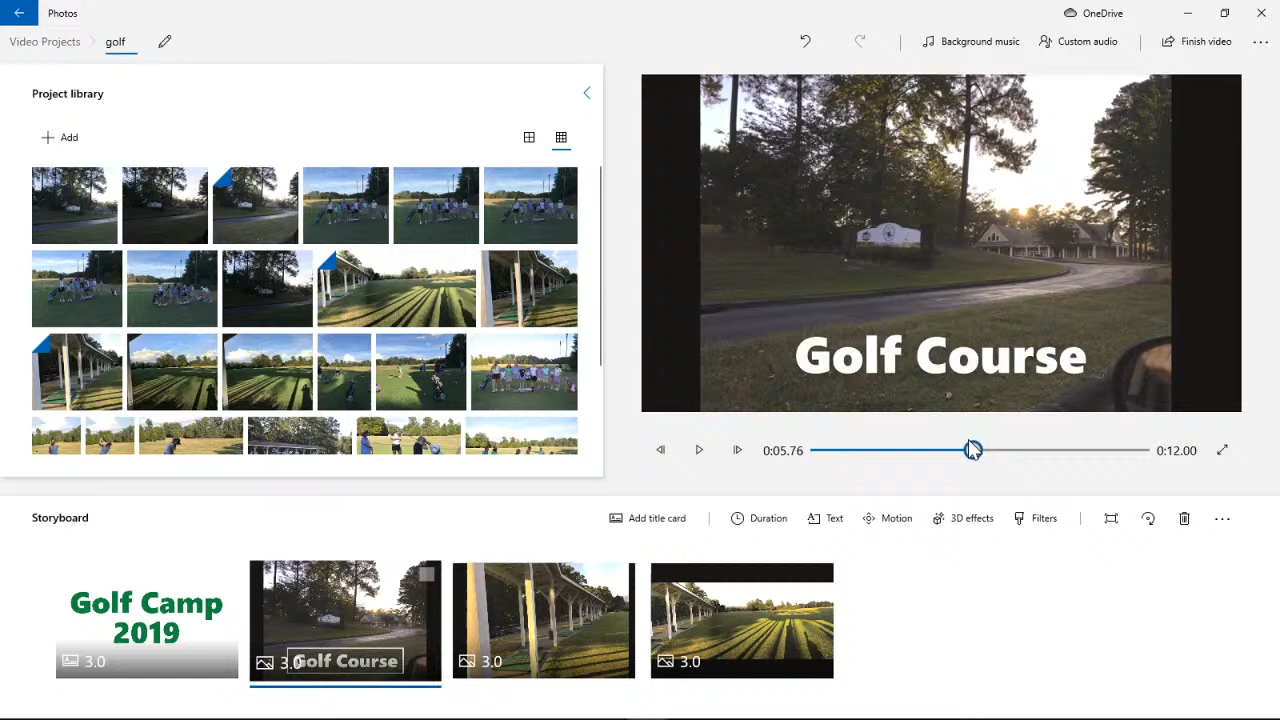 Photos
OneDrive
Video Projects
golf
Background music
Custom audio
Finish video
Project library
Add
Golf Course
0:05.76
0:12.00
Storyboard
Add title card
Duration
Text
Motion
3D effects
Filters
Golf Camp
2019
3.0
3.0
Golf Course
3.0
3.0